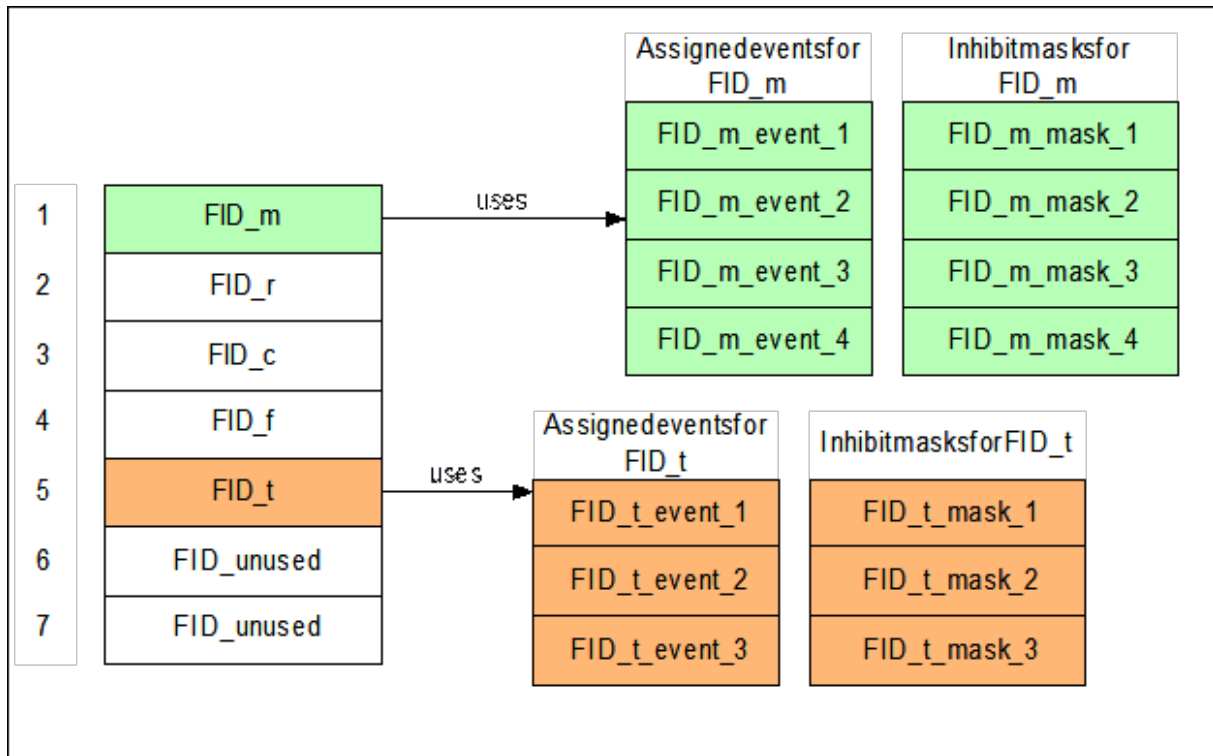 Assignedeventsfor
FID_m
Inhibitmasksfor
FID_m
FID_m_event_1
FID_m_mask_1
FID_m_event_2
FID_m_mask_2
FID_m_event_3
FID_m_mask_3
FID_m_event_4
FID_m_mask_4
1
FID_m
uses
2
FID_r
3
FID_c
4
FID_f
5
FID_t
uses
6
FID_unused
7
FID_unused
Assignedeventsfor
FID_t
InhibitmasksforFID_t
FID_t_event_1
FID_t_mask_1
FID_t_event_2
FID_t_mask_2
FID_t_event_3
FID_t_mask_3